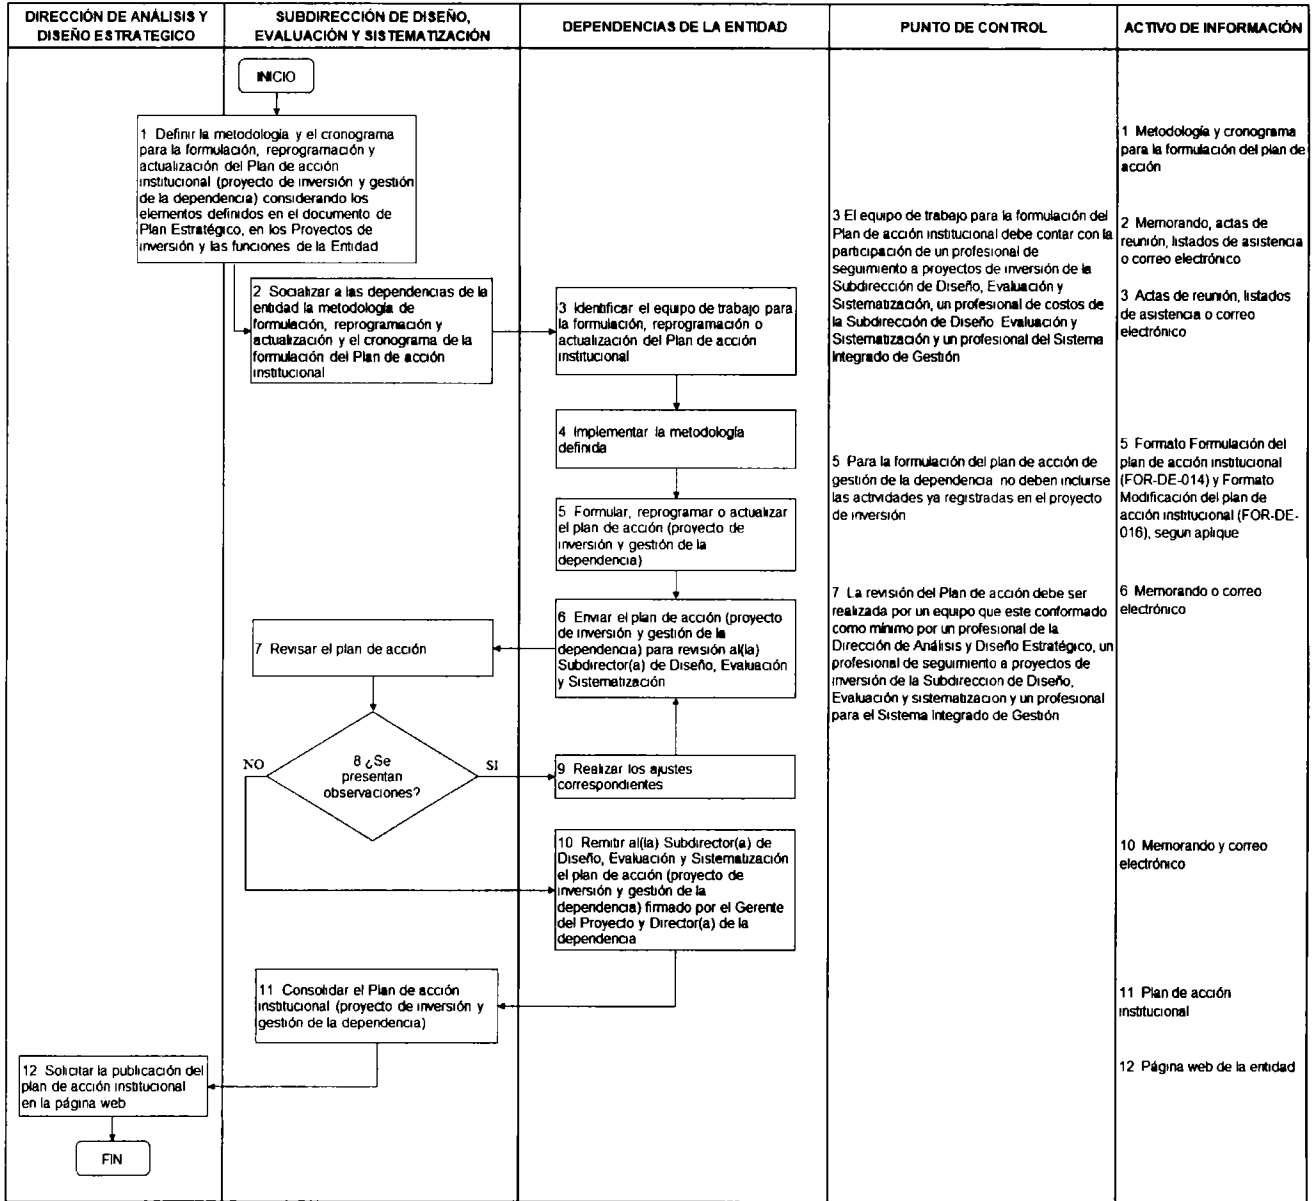 DIRECCIÓN DE ANÁLISIS Y
DISEÑO ESTRATEGICO
SUBDIRECCIÓN DE DISEÑO,
EVALUACIÓN Y SISTEMATIZACIÓN
DEPENDENCIAS DE LA ENTIDAD
PUNTO DE CONTROL
ACTIVO DE INFORMACIÓN
INICIO
1 Definir la metodología y el cronograma
para la formulación, reprogramación y
actualización del Plan de acción
institucional (proyecto de inversión y gestión
de la dependencia) considerando los
elementos definidos en el documento de
Plan Estratégico, en los Proyectos de
inversión y las funciones de la Entidad
2 Socializar a las dependencias de la
entidad la metodología de
formulación, reprogramación y
actualización y el cronograma de la
formulación del Plan de acción
institucional
3 Identificar el equipo de trabajo para
la formulación, reprogramación o
actualización del Plan de acción
institucional
4 Implementar la metodología
definida
5 Formular, reprogramar o actualizar
el plan de acción (proyecto de
inversión y gestión de la
dependencia)
6 Enviar el plan de acción (proyecto
de inversión y gestión de la
dependencia) para revisión al(la)
Subdirector(a) de Diseño, Evaluación
y Sistematización
7 Revisar el plan de acción
8 ¿Se
presentan
observaciones?
NO
SI
9 Realizar los ajustes
correspondientes
10 Remitir al(la) Subdirector(a) de
Diseño, Evaluación y Sistematización
el plan de acción (proyecto de
inversión y gestión de la
dependencia) firmado por el Gerente
del Proyecto y Director(a) de la
dependencia
11 Consolidar el Plan de acción
institucional (proyecto de inversión y
gestión de la dependencia)
12 Solicitar la publicación del
plan de acción institucional
en la página web
FIN
3 El equipo de trabajo para la formulación del
Plan de acción institucional debe contar con la
participación de un profesional de
seguimiento a proyectos de inversión de la
Subdirección de Diseño, Evaluación y
Sistematización, un profesional de costos de
la Subdirección de Diseño Evaluación y
Sistematización y un profesional del Sistema
Integrado de Gestión
5 Para la formulación del plan de acción de
gestión de la dependencia no deben incluirse
las actividades ya registradas en el proyecto
de inversión
7 La revisión del Plan de acción debe ser
realizada por un equipo que este conformado
como mínimo por un profesional de la
Dirección de Análisis y Diseño Estratégico, un
profesional de seguimiento a proyectos de
inversión de la Subdireccion de Diseño,
Evaluación y sistematizacion y un profesional
para el Sistema Integrado de Gestión
1 Metodología y cronograma
para la formulación del plan de
acción
2 Memorando, actas de
reunión, listados de asistencia
o correo electrónico
3 Actas de reunión, listados
de asistencia o correo
electrónico
5 Formato Formulación del
plan de acción institucional
(FOR-DE-014) y Formato
Modificación del plan de
acción institucional (FOR-DE-
016), segun aplique
6 Memorando o correo
electrónico
10 Memorando y correo
electrónico
11 Plan de acción
institucional
12 Página web de la entidad